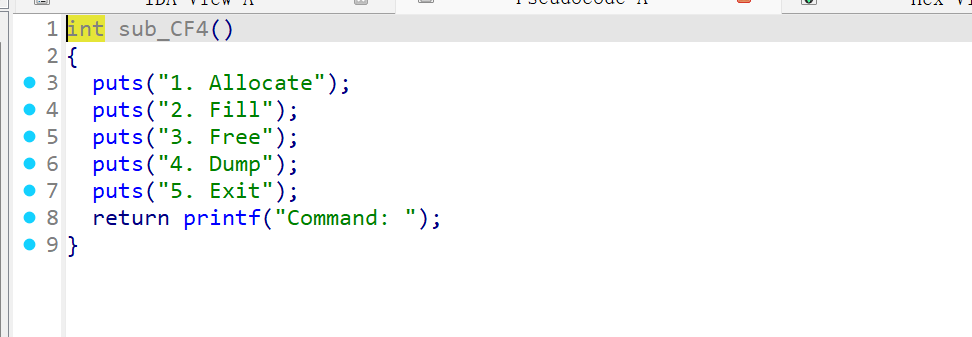 IDA View-A Pseudocode-A Hex Vi
1 int sub_CF4()
2 {
3 puts("1. Allocate");
4 puts("2. Fill");
5 puts("3. Free");
6 puts("4. Dump");
7 puts("5. Exit");
8 return printf("Command: ");
9 }